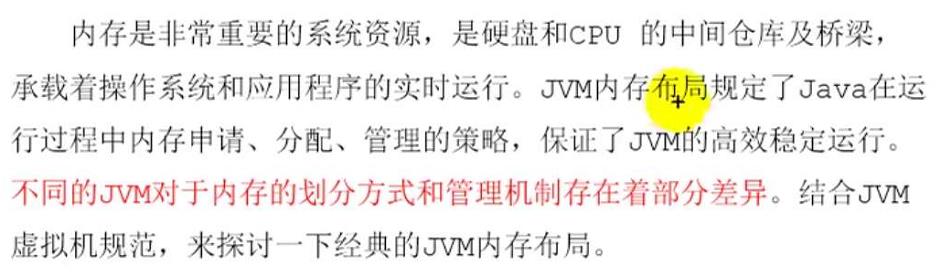 内存是非常重要的系统资源，是硬盘和CPU 的中间仓库及桥梁，
承载着操作系统和应用程序的实时运行。JVM内存布局规定了Java在运
行过程中内存申请、分配、管理的策略，保证了JVM的高效稳定运行。
不同的JVM对于内存的划分方式和管理机制存在着部分差异。结合JVM
虚拟机规范，来探讨一下经典的JVM内存布局。